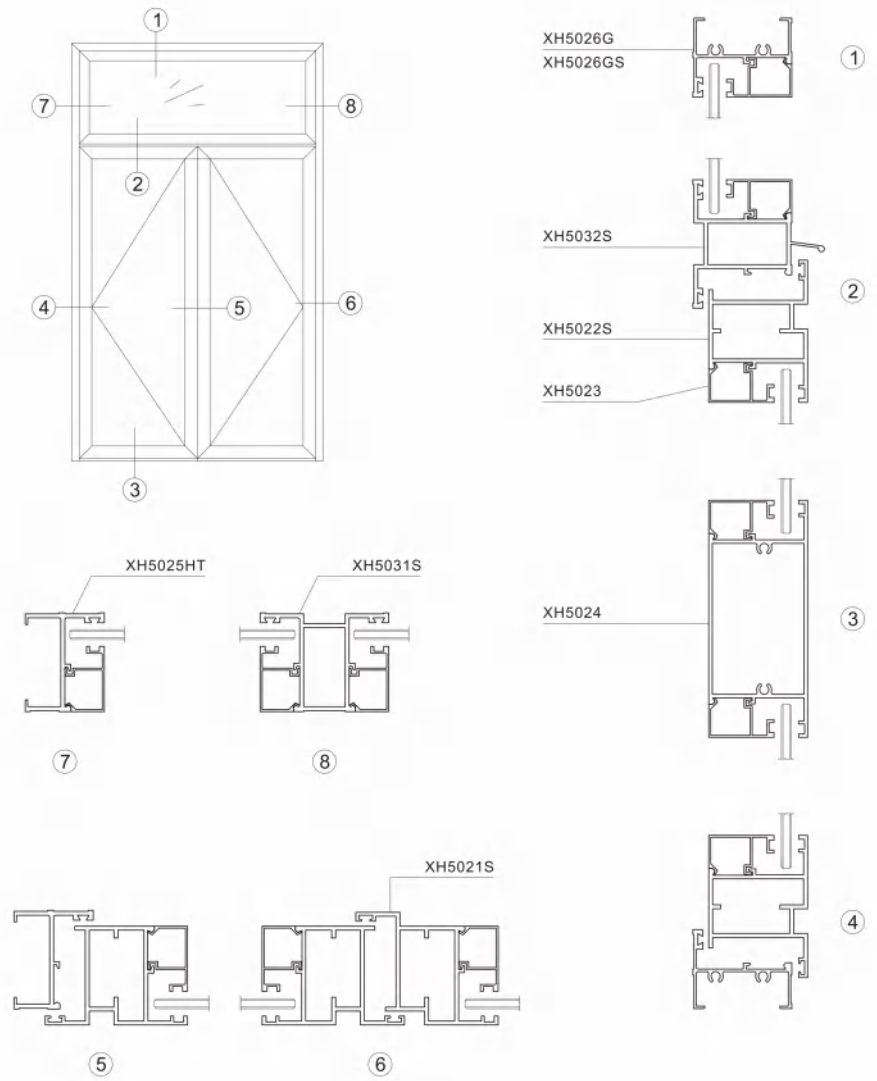 ①
⑦
⑧
②
④
⑤
⑥
③
XH5026G
XH5026GS
①
XH5032S
②
XH5022S
XH5023
XH5024
③
④
XH5025HT
XH5031S
⑦
⑧
XH5021S
⑤
⑥